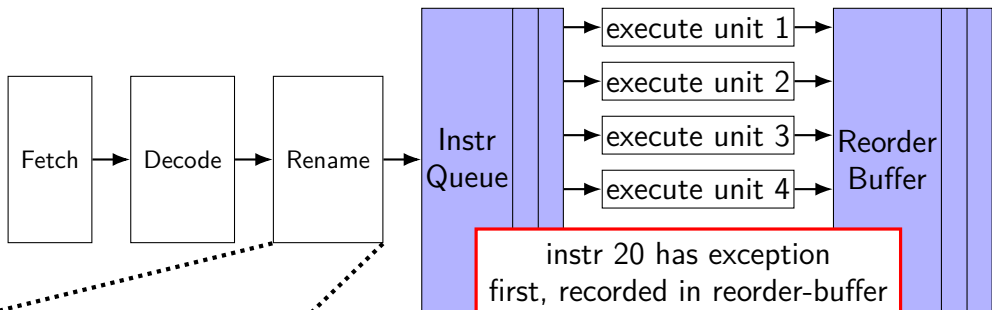 Fetch
Decode
Rename
Instr
Queue
execute unit 1
execute unit 2
execute unit 3
execute unit 4
Reorder
Buffer
instr 20 has exception
first, recorded in reorder-buffer